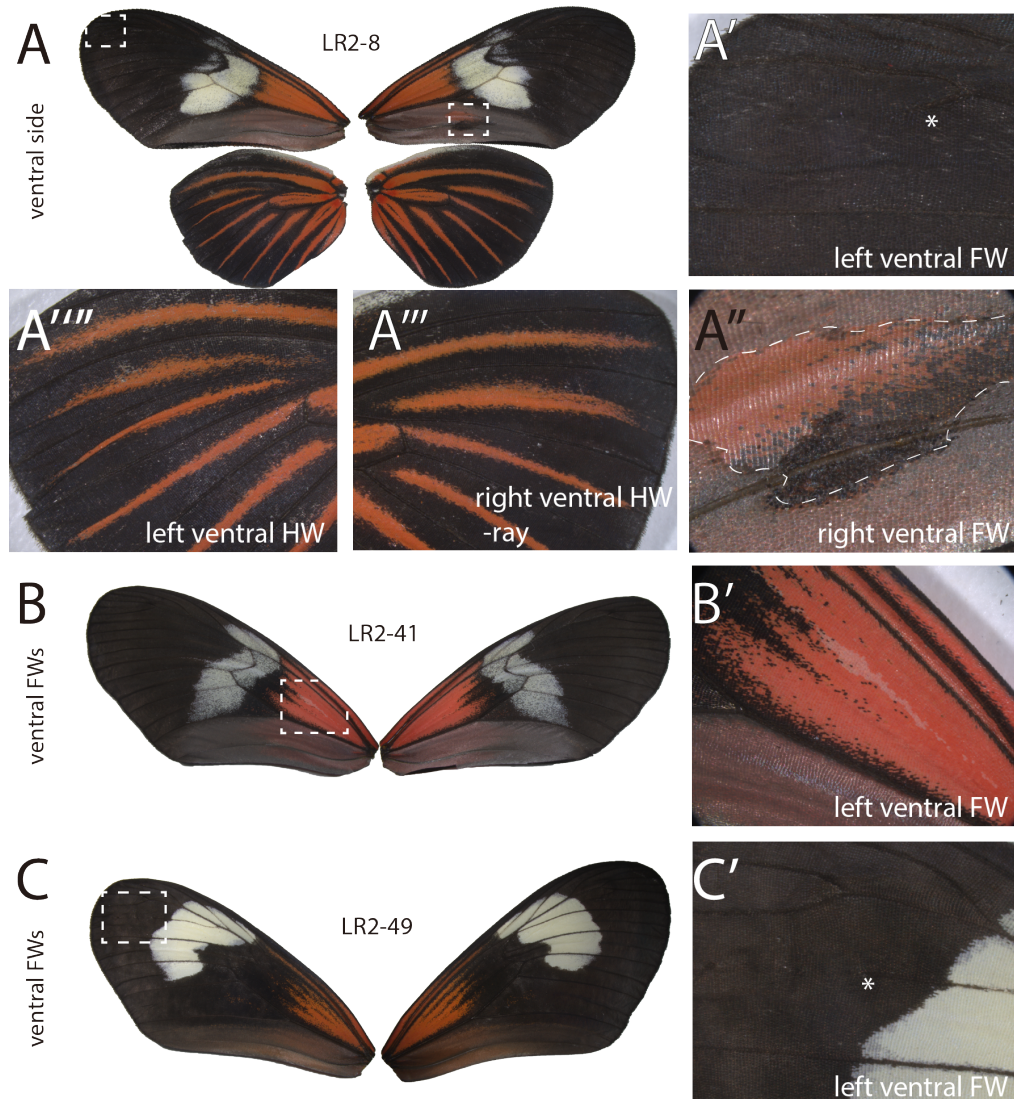 A
LR2-8
ventral side
A'
*
left ventral FW
A''''
left ventral HW
A'''
right ventral HW
-ray
A''
right ventral FW
B
LR2-41
ventral FWs
B'
left ventral FW
C
LR2-49
ventral FWs
C'
*
left ventral FW